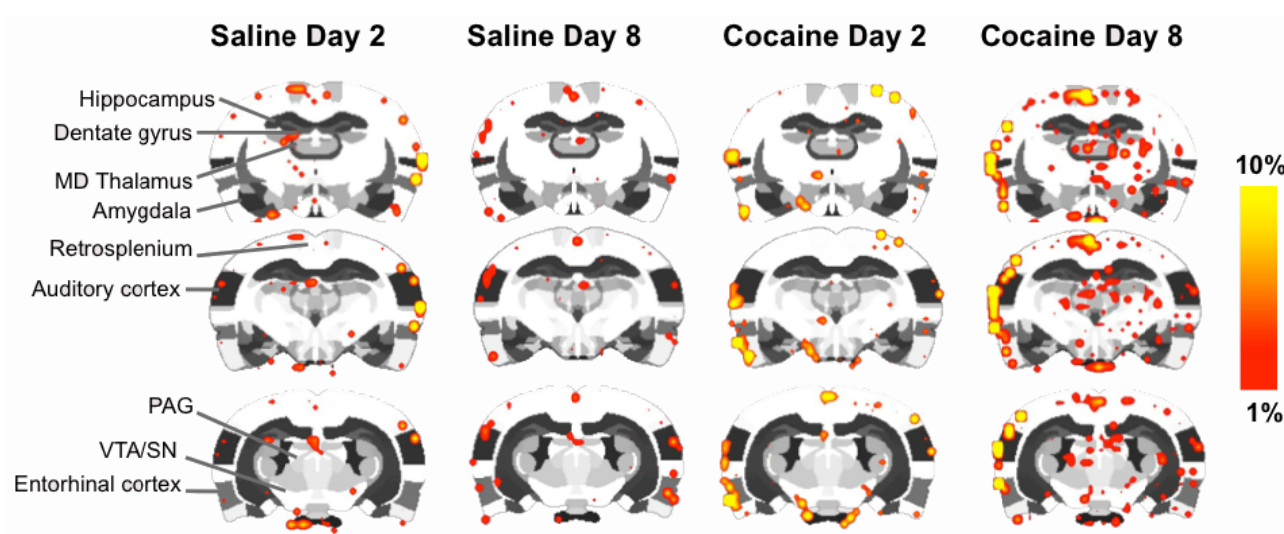 Saline Day 2
Saline Day 8
Cocaine Day 2
Cocaine Day 8
Hippocampus
Dentate gyrus
MD Thalamus
Amygdala
Retrosplenium
Auditory cortex
PAG
VTA/SN
Entorhinal cortex
10%
1%